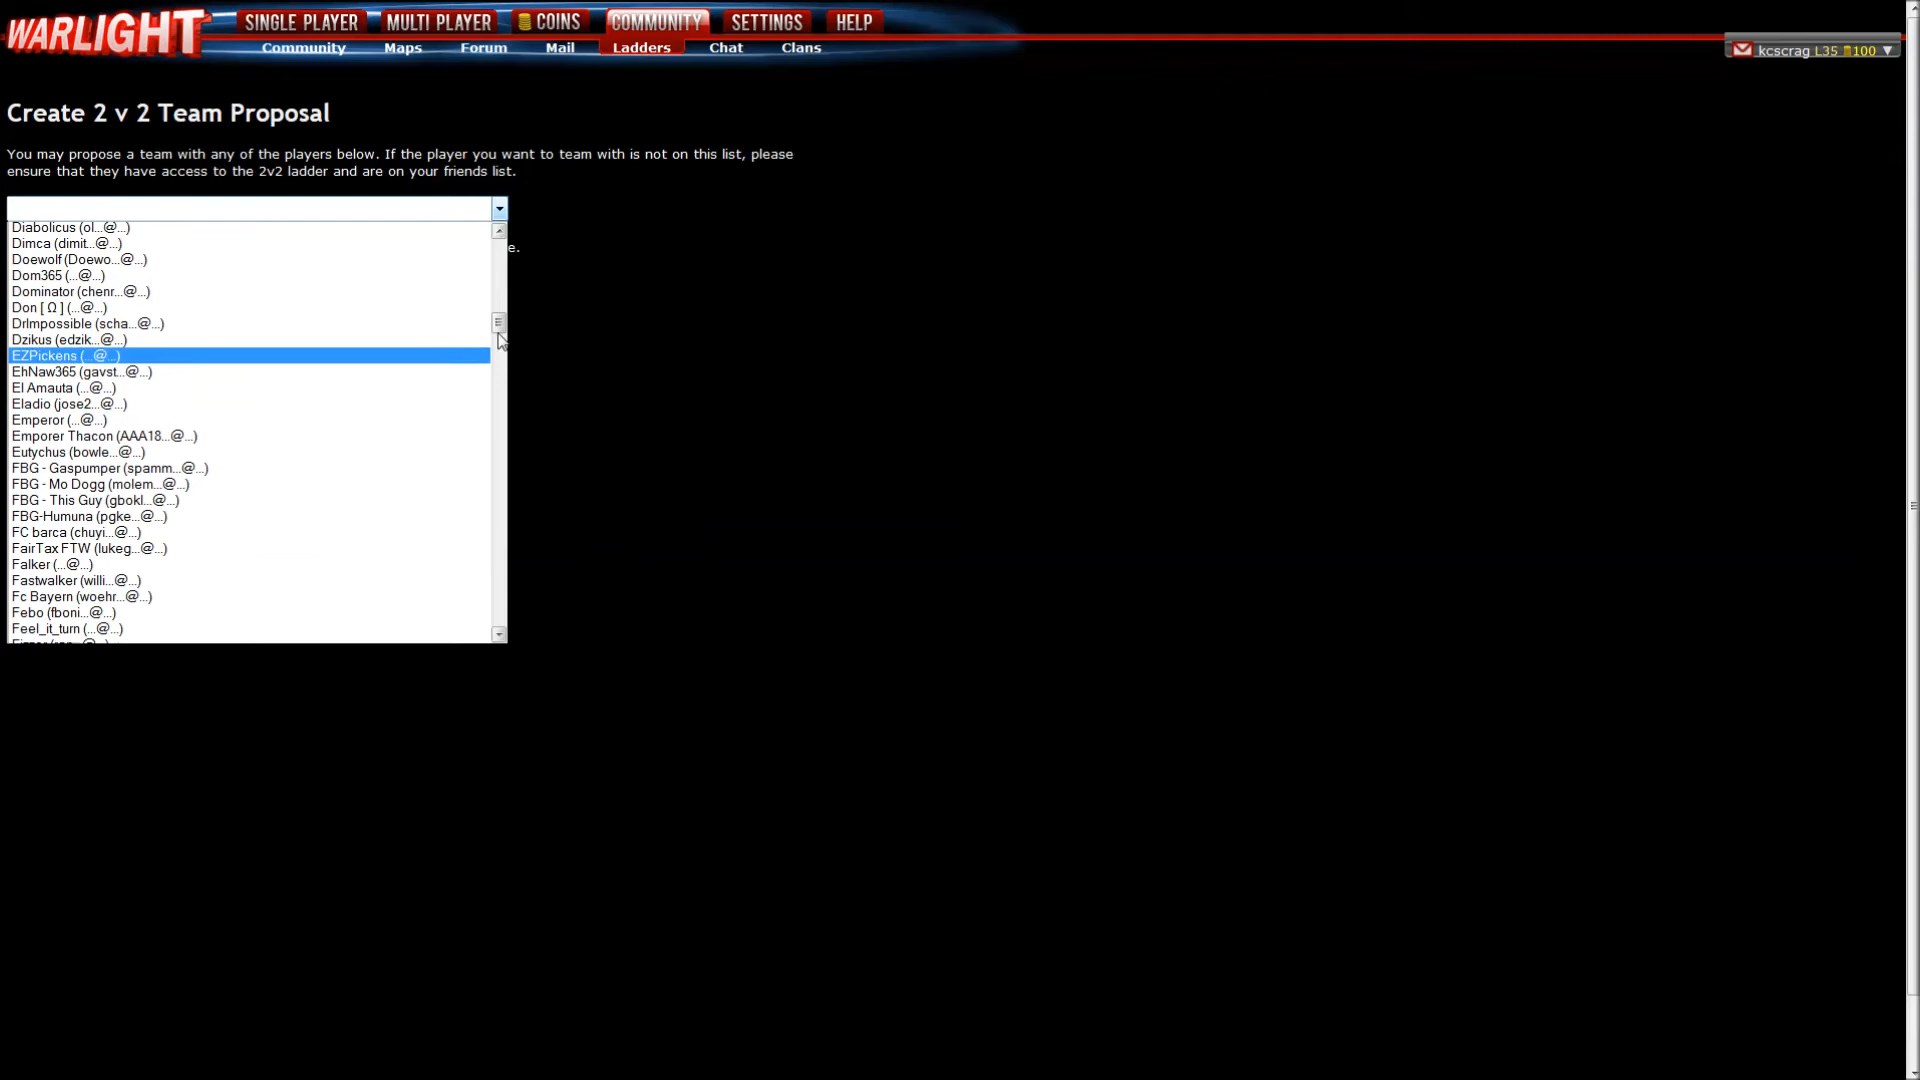 WARLIGHT
SINGLE PLAYER MULTI PLAYER COINS COMMUNITY SETTINGS HELP
Community Maps Forum Mail Ladders Chat Clans
kcscrag L35 100 ▼
Create 2 v 2 Team Proposal
You may propose a team with any of the players below. If the player you want to team with is not on this list, please
ensure that they have access to the 2v2 ladder and are on your friends list.
e.
Diabolicus (ol...@...)
Dimca (dimit...@...)
Doewolf (Doewo...@...)
Dom365 (...@...)
Dominator (chenr...@...)
Don [ Ω ] (...@...)
DrImpossible (scha...@...)
Dzikus (edzik...@...)
EZPickens (...@...)
EhNaw365 (gavst...@...)
El Amauta (...@...)
Eladio (jose2...@...)
Emperor (...@...)
Emporer Thacon (AAA18...@...)
Eutychus (bowle...@...)
FBG - Gaspumper (spamm...@...)
FBG - Mo Dogg (molem...@...)
FBG - This Guy (gbokl...@...)
FBG-Humuna (pgke...@...)
FC barca (chuyi...@...)
FairTax FTW (lukeg...@...)
Falker (...@...)
Fastwalker (willi...@...)
Fc Bayern (woehr...@...)
Febo (fboni...@...)
Feel_it_turn (...@...)